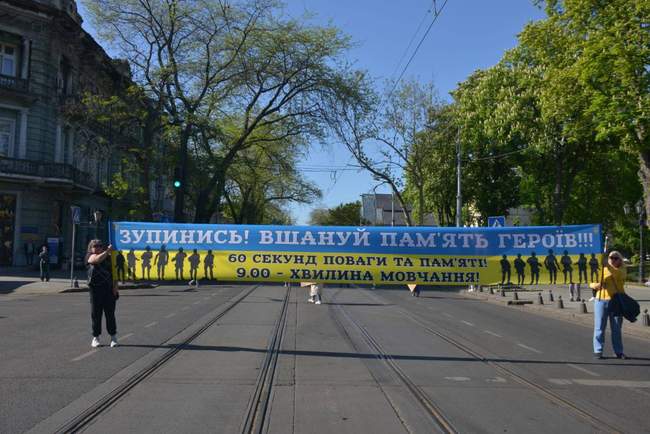 ЗУПИНИСЬ! ВШАНУЙ ПАМ'ЯТЬ ГЕРОЇВ!!!
60 СЕКУНД ПОВАГИ ТА ПАМ'ЯТІ!
9.00 - ХВИЛИНА МОВЧАННЯ!